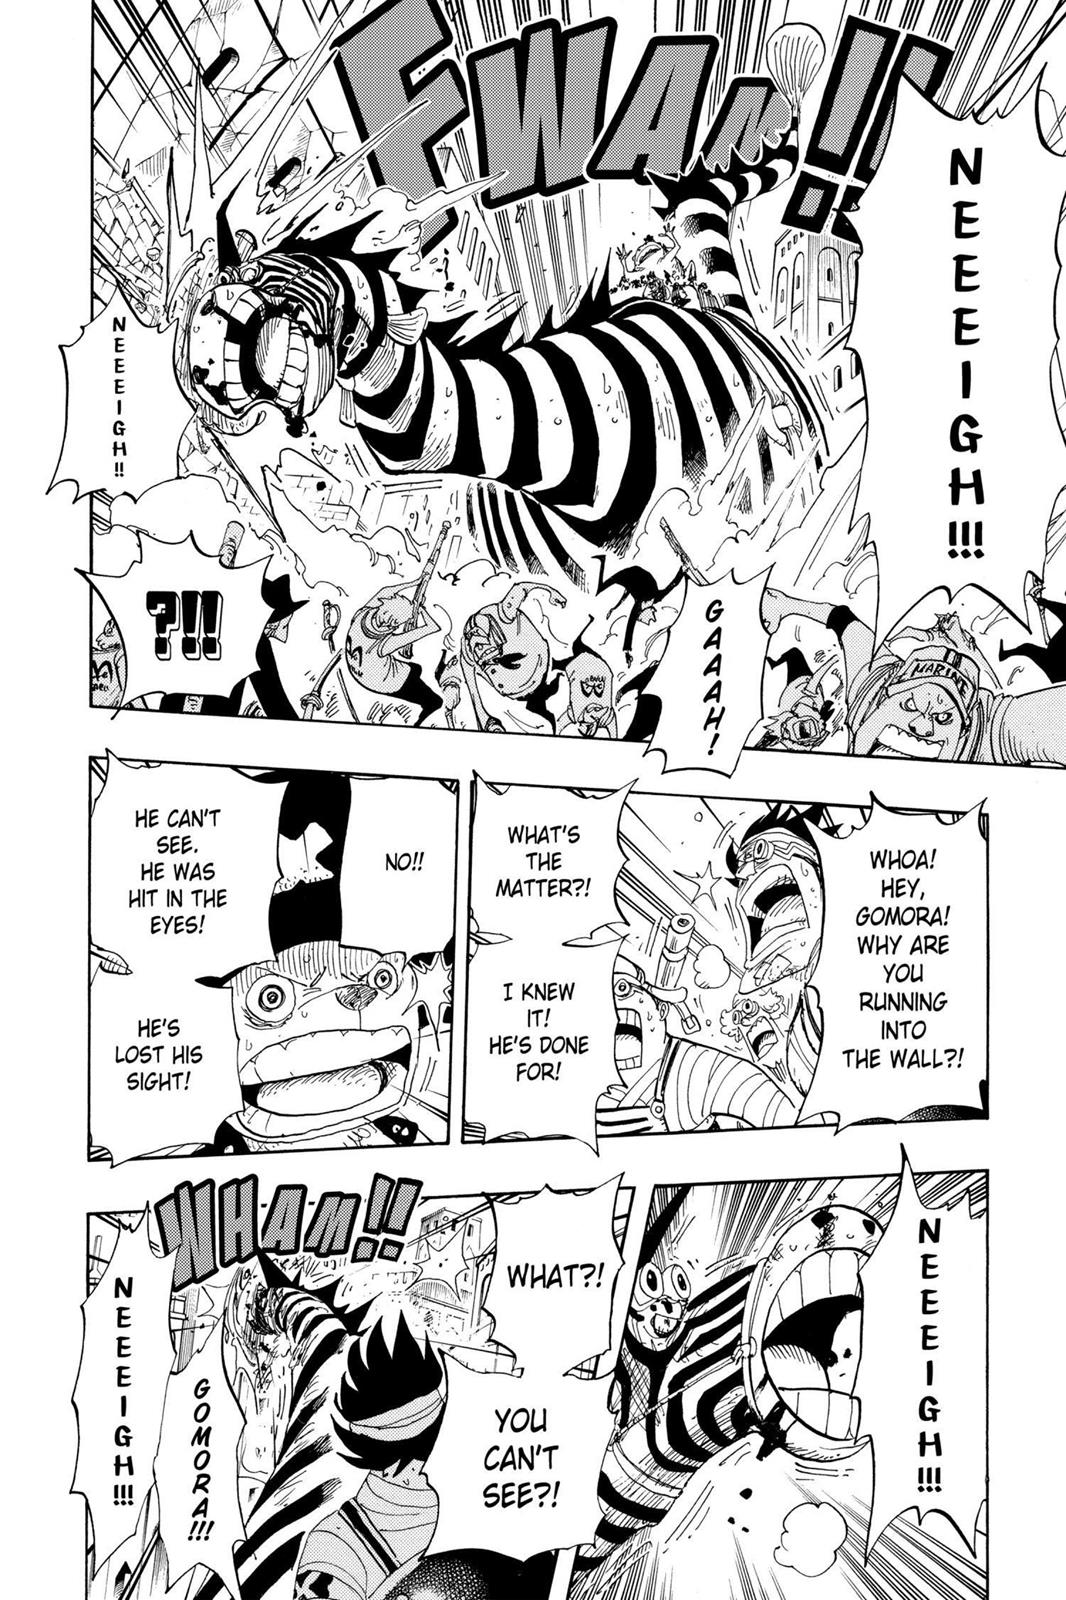 FWAM!!
NEEEIGH!!!
NEEEIGH!!
?!!
GAAAH!
MARINE
WHOA!
HEY,
GOMORA!
WHY ARE
YOU
RUNNING
INTO
THE WALL?!
WHAT'S
THE
MATTER?!
I KNEW
IT!
HE'S DONE
FOR!
NO!!
HE CAN'T
SEE.
HE WAS
HIT IN THE
EYES!
HE'S
LOST HIS
SIGHT!
NEEEIGH!!!
WHAT?!
YOU
CAN'T
SEE?!
WHAM!!
GOMORA!!!
NEEEIGH!!!